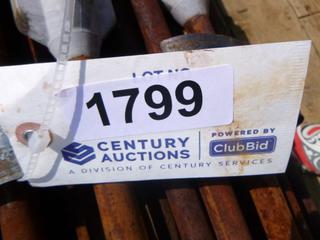 LOT NO.
1799
CENTURY
AUCTIONS
POWERED BY
ClubBid
A DIVISION OF CENTURY SERVICES